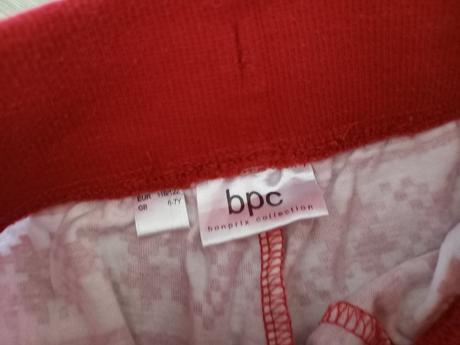 EUR 116/122
GB 6-7Y
bpc
bonprix collection